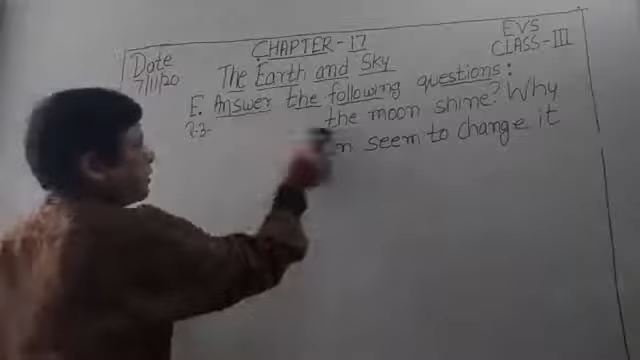 Date
7/11/20
CHAPTER-17
EVS
CLASS-III
The Earth and Sky
E. Answer the following questions:
the moon shine? Why
seem to change it